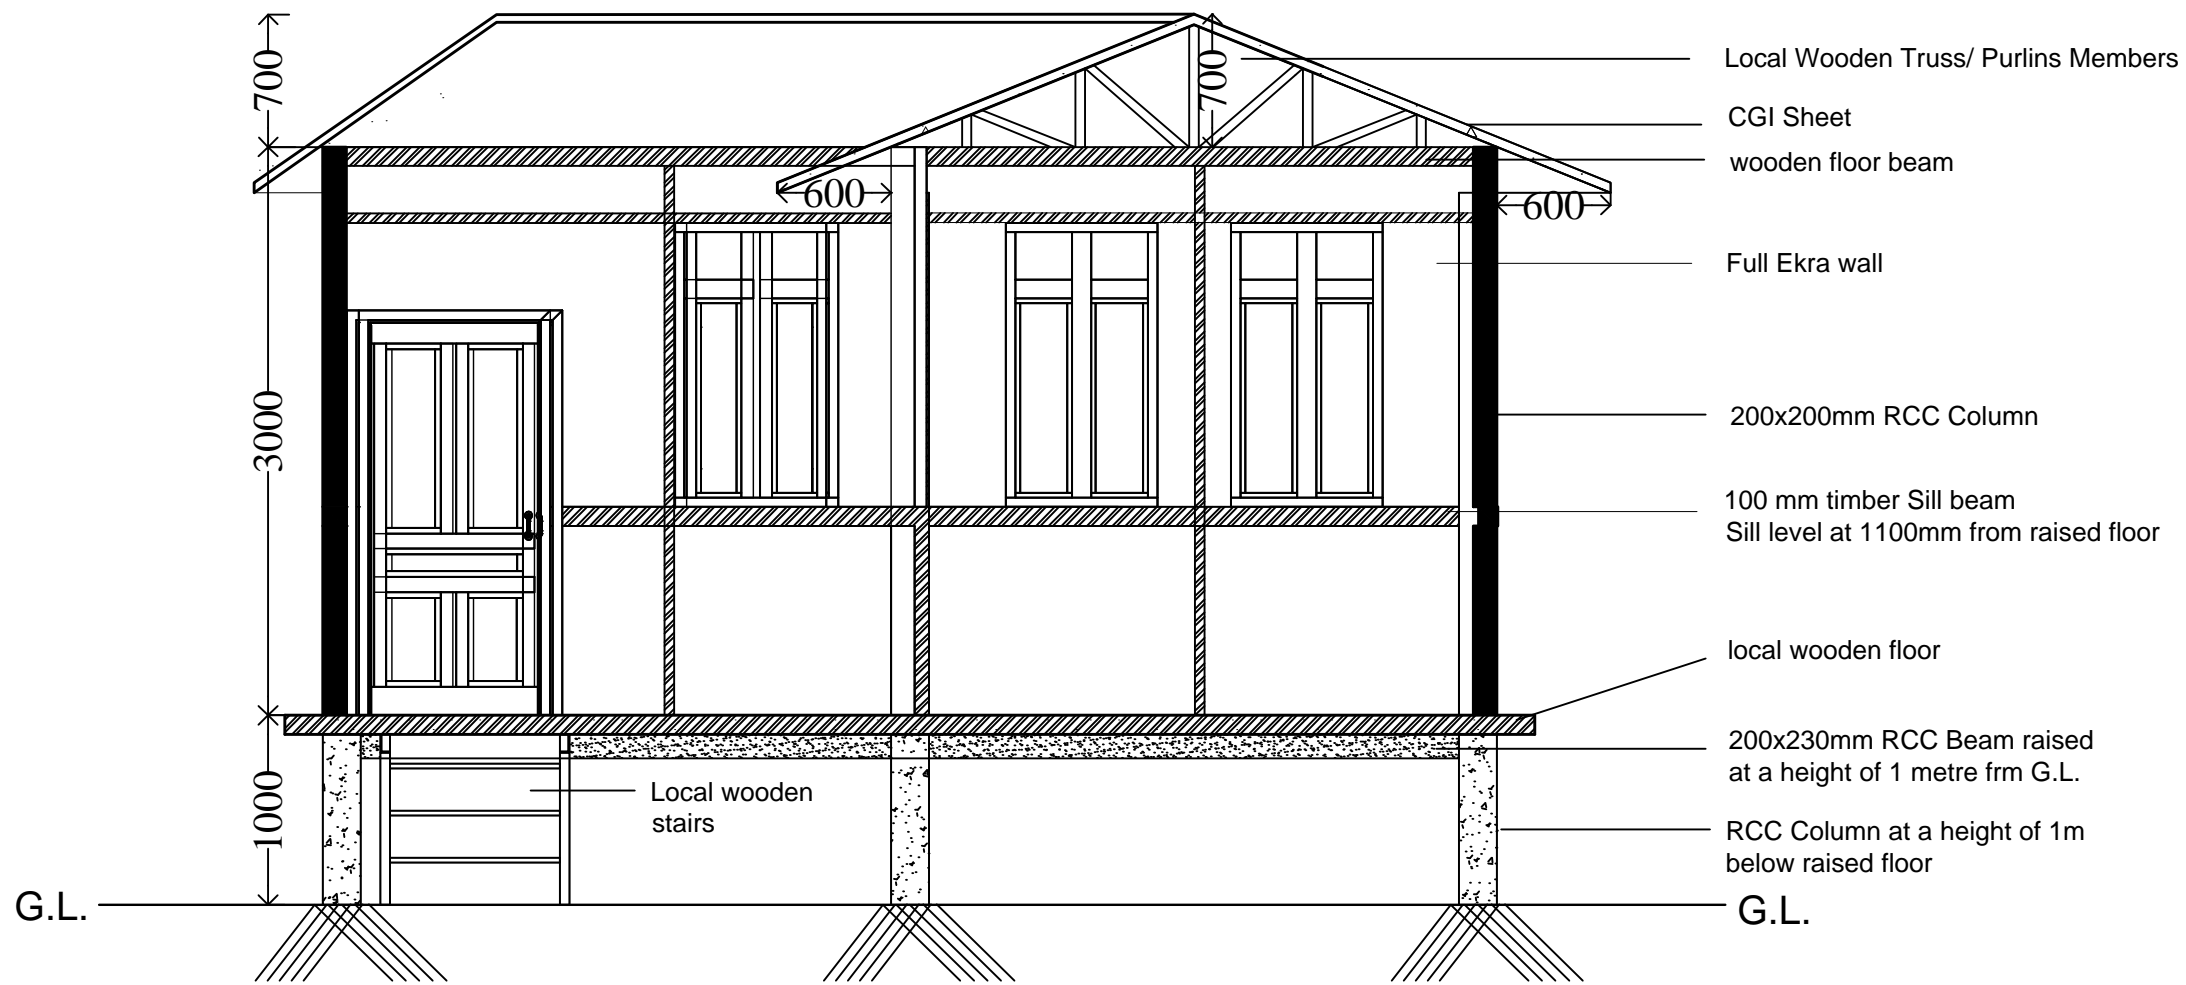 700
700
Local Wooden Truss/ Purlins Members
CGI Sheet
wooden floor beam
600
600
Full Ekra wall
3000
200x200mm RCC Column
100 mm timber Sill beam
Sill level at 1100mm from raised floor
local wooden floor
200x230mm RCC Beam raised
at a height of 1 metre frm G.L.
1000
Local wooden
stairs
RCC Column at a height of 1m
below raised floor
G.L.
G.L.